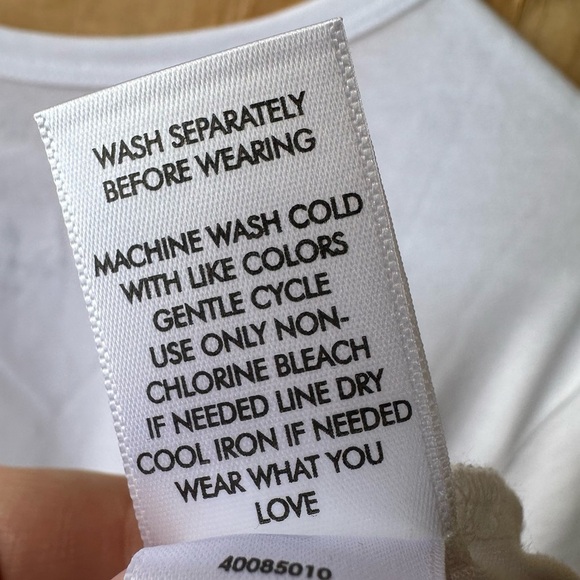 WASH SEPARATELY
BEFORE WEARING
MACHINE WASH COLD
WITH LIKE COLORS
GENTLE CYCLE
USE ONLY NON-
CHLORINE BLEACH
IF NEEDED LINE DRY
COOL IRON IF NEEDED
WEAR WHAT YOU
LOVE
40085010